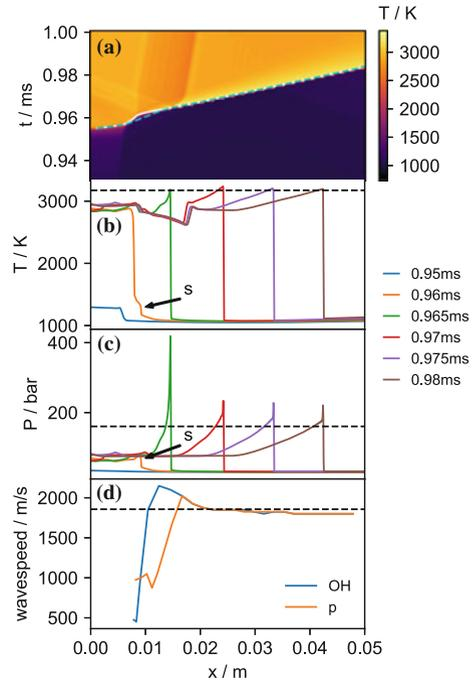 T / K
1.00
(a)
3000
0.98
2500
t / ms
2000
0.96
1500
0.94
1000
3000
(b)
T / K
2000
s
1000
0.95ms
0.96ms
0.965ms
0.97ms
0.975ms
0.98ms
400
(c)
P / bar
200
s
(d)
2000
wavespeed / m/s
1500
1000
OH
500
p
0.00 0.01 0.02 0.03 0.04 0.05
x / m